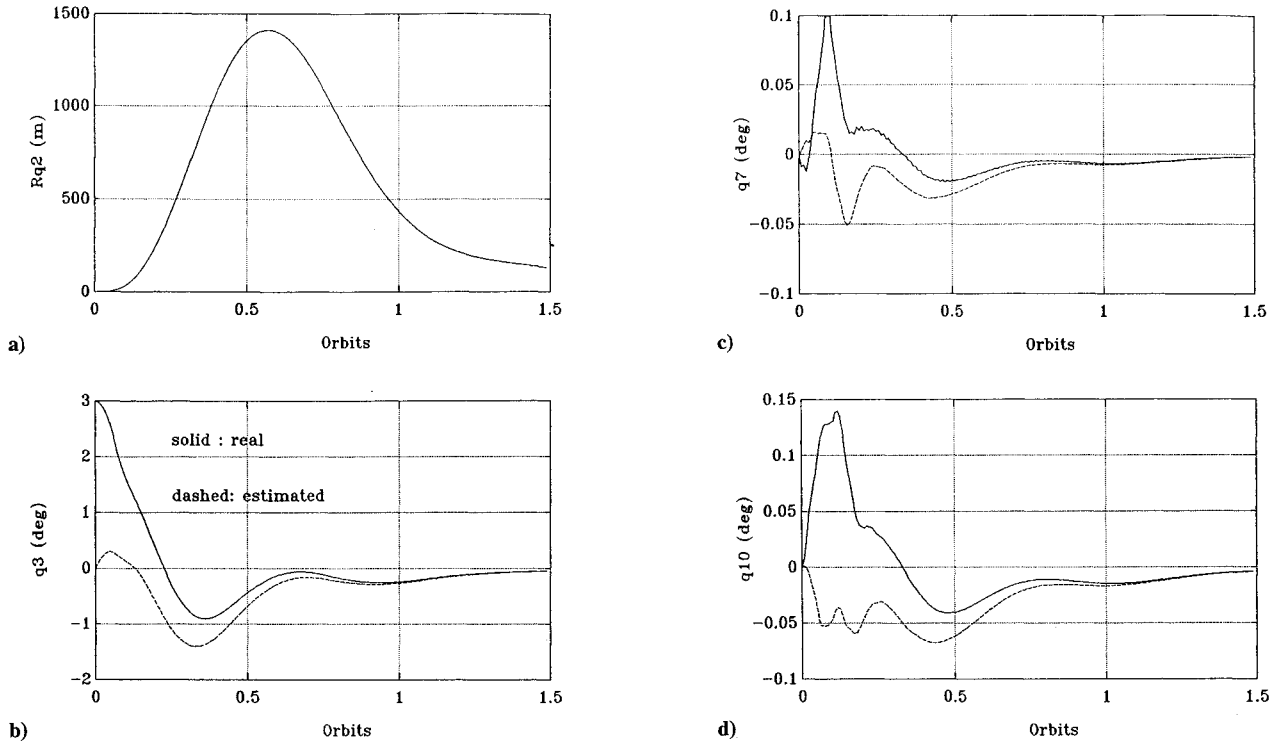 1500
1000
500
0
Rq2 (m)
0
0.5
1
1.5
Orbits
a)
0.1
0.05
0
-0.05
-0.1
q7 (deg)
0
0.5
1
1.5
Orbits
c)
3
2
1
0
-1
-2
q3 (deg)
solid : real
dashed: estimated
0
0.5
1
1.5
Orbits
b)
0.15
0.1
0.05
0
-0.05
-0.1
q10 (deg)
0
0.5
1
1.5
Orbits
d)